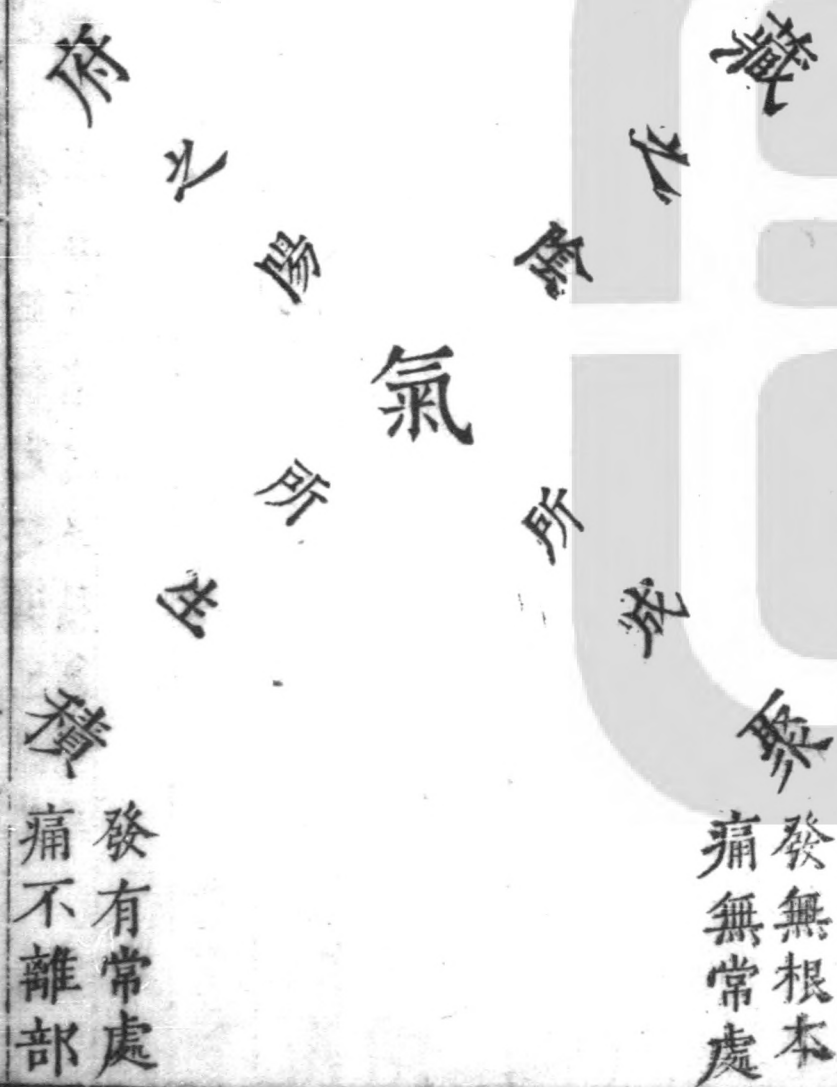 藏之陰
府之陽
氣
所成聚
發無根本
痛無常處
所生積
發有常處
痛不離部